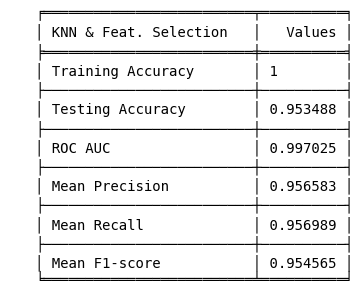 KNN & Feat. Selection Values
Training Accuracy 1
Testing Accuracy 0.953488
ROC AUC 0.997025
Mean Precision 0.956583
Mean Recall 0.956989
Mean F1-score 0.954565